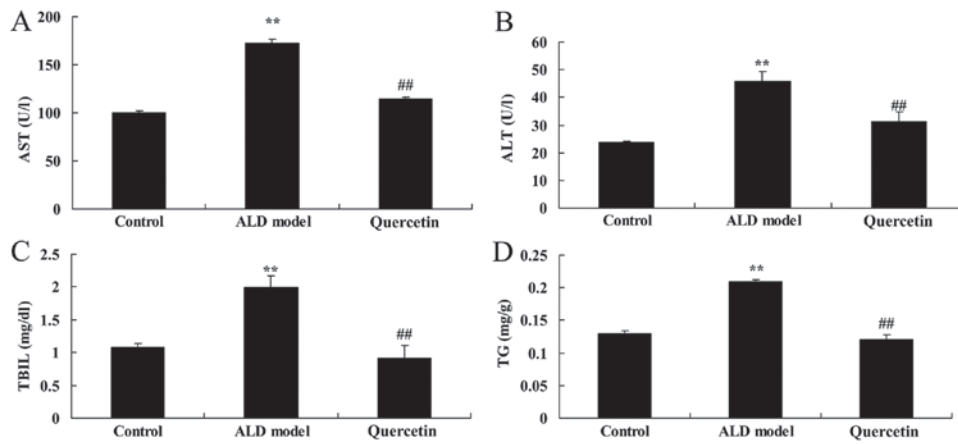 A
AST (U/l)
200
150
100
50
0
**
##
Control ALD model Quercetin
B
ALT (U/l)
60
50
40
30
20
10
0
**
##
Control ALD model Quercetin
C
TBIL (mg/dl)
2.5
2
1.5
1
0.5
0
**
##
Control ALD model Quercetin
D
TG (mg/g)
0.25
0.2
0.15
0.1
0.05
0
**
##
Control ALD model Quercetin